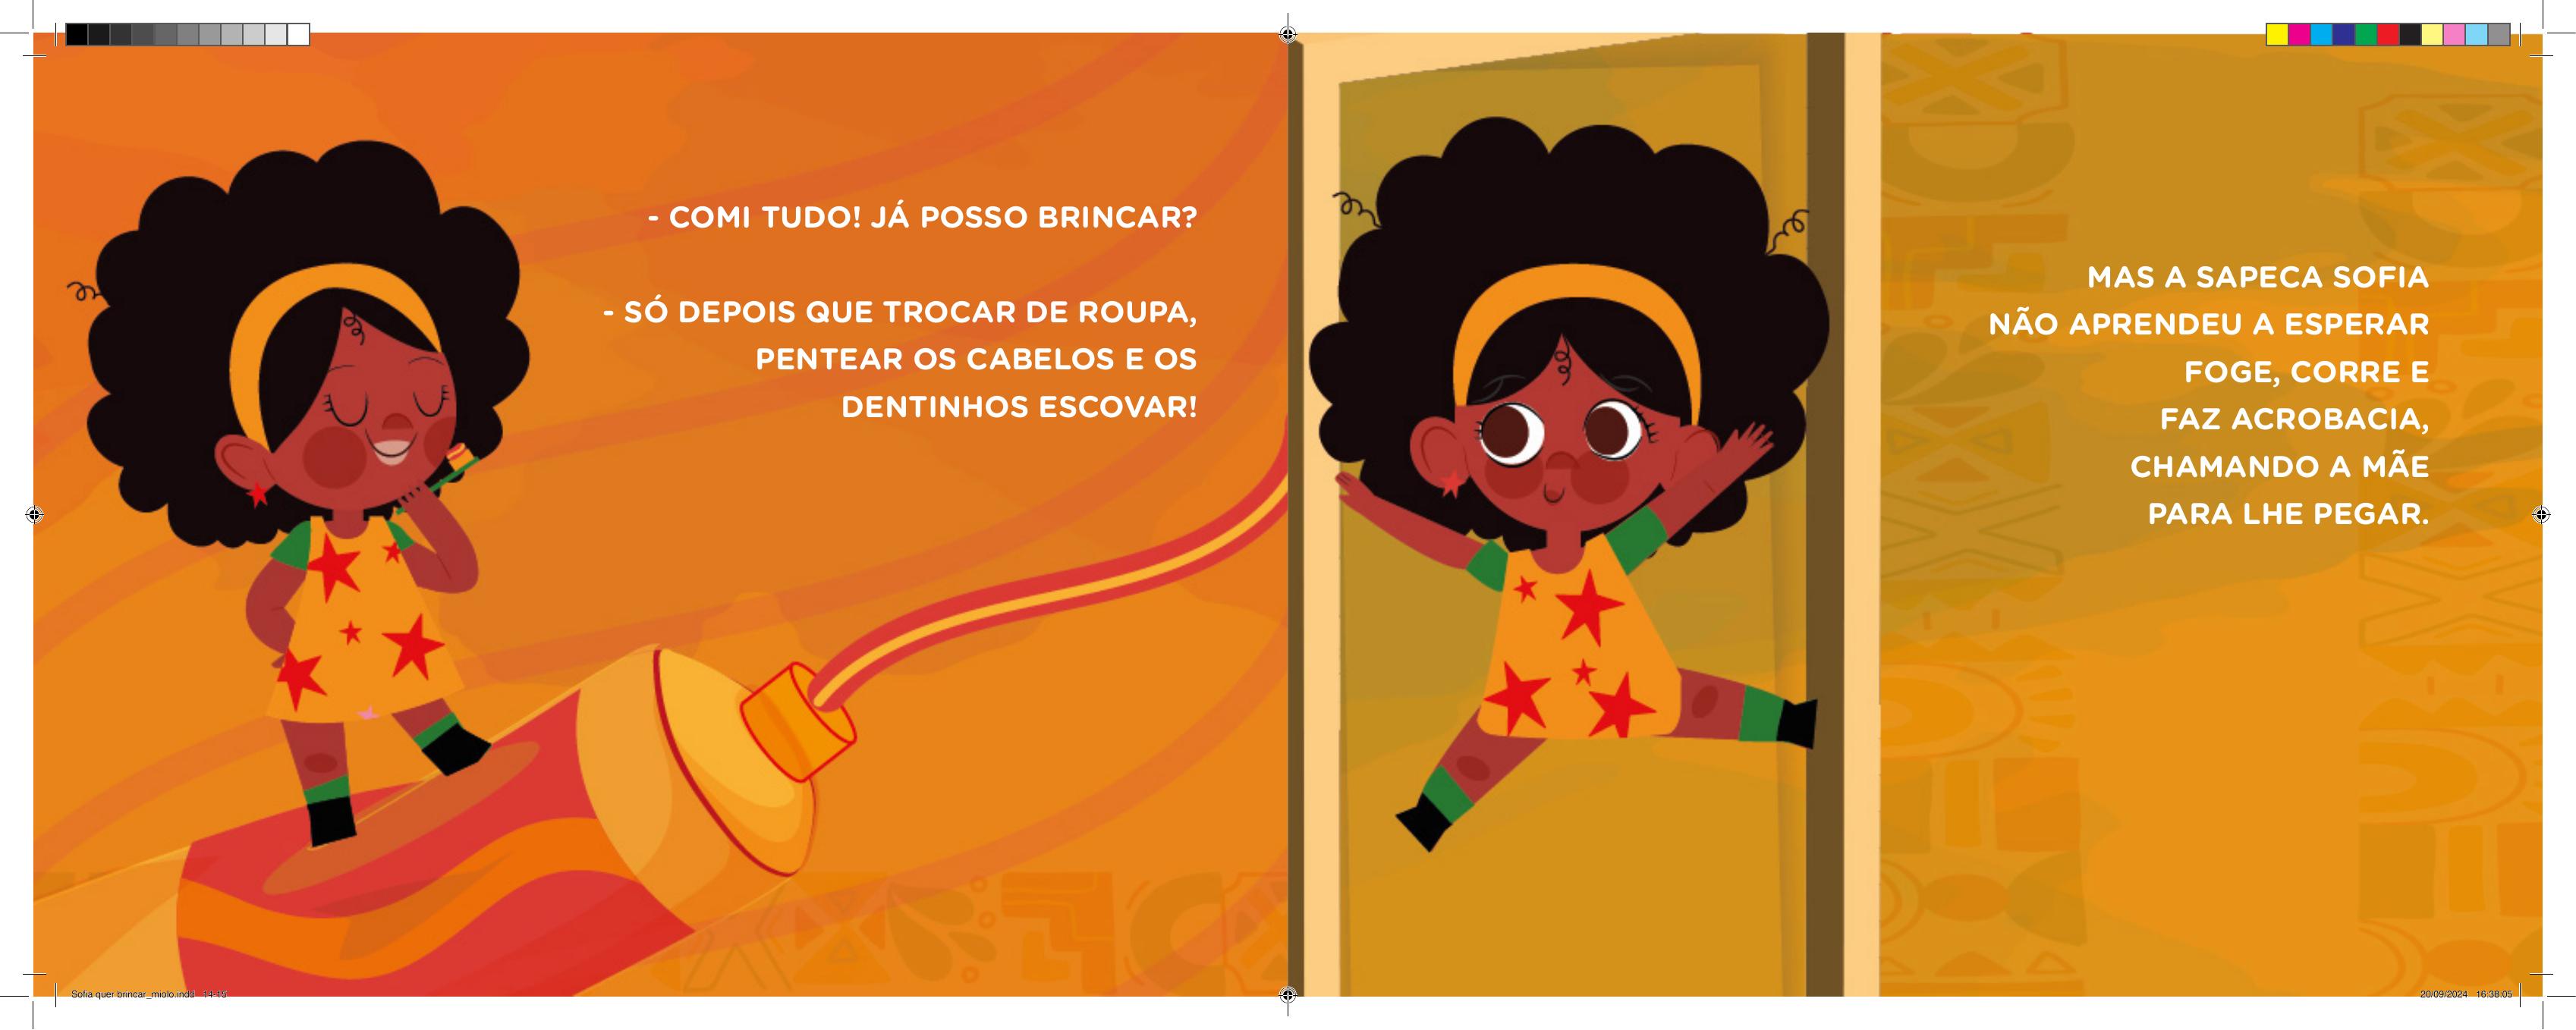 - COMI TUDO! JÁ POSSO BRINCAR?
- SÓ DEPOIS QUE TROCAR DE ROUPA,
PENTEAR OS CABELOS E OS
DENTINHOS ESCOVAR!
MAS A SAPECA SOFIA
NÃO APRENDEU A ESPERAR
FOGE, CORRE E
FAZ ACROBACIA,
CHAMANDO A MÃE
PARA LHE PEGAR.
Sofia quer brincar_miolo.indd 14-15
20/09/2024 16:38:05